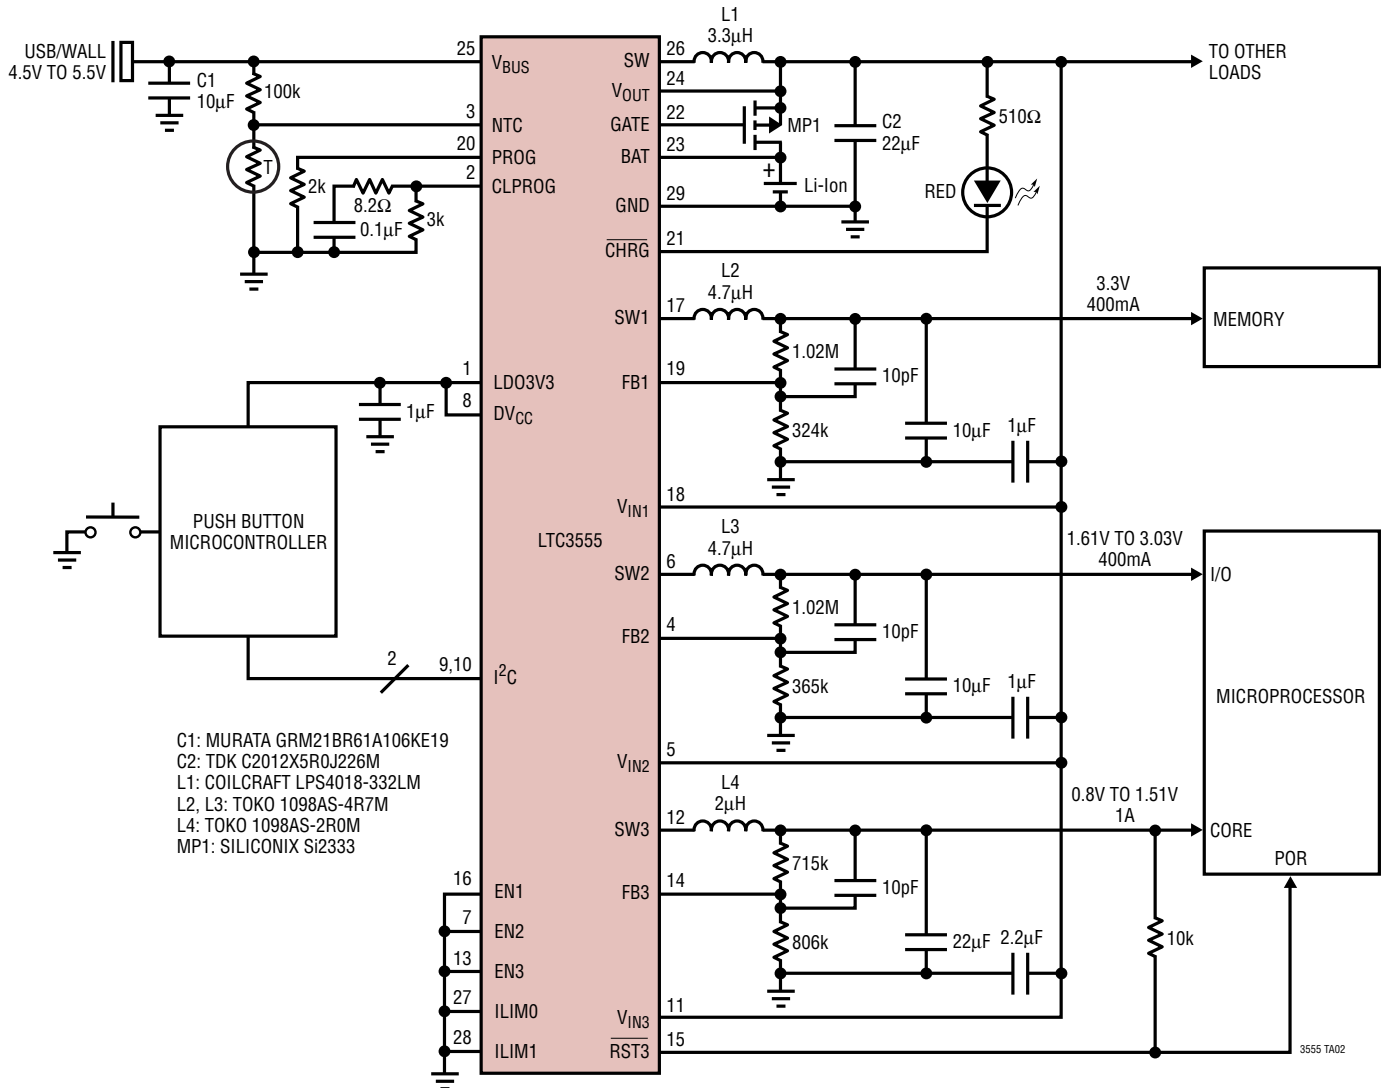 USB/WALL
4.5V TO 5.5V
C1
10µF
100k
T
2k
8.2Ω
0.1µF
3k
25
3
20
2
VBUS
NTC
PROG
CLPROG
SW
VOUT
GATE
BAT
GND
CHRG
26
24
22
23
29
21
L1
3.3µH
MP1
+
Li-Ion
C2
22µF
510Ω
RED
TO OTHER
LOADS
SW1
17
L2
4.7µH
1.02M
10pF
FB1
19
324k
10µF
1µF
3.3V
400mA
MEMORY
VIN1
18
1
8
LDO3V3
DVCC
1µF
PUSH BUTTON
MICROCONTROLLER
2
9,10
I2C
LTC3555
SW2
6
L3
4.7µH
1.02M
10pF
FB2
4
365k
10µF
1µF
1.61V TO 3.03V
400mA
I/O
MICROPROCESSOR
VIN2
5
SW3
12
L4
2µH
715k
10pF
FB3
14
806k
22µF
2.2µF
0.8V TO 1.51V
1A
CORE
POR
10k
VIN3
11
RST3
15
C1: MURATA GRM21BR61A106KE19
C2: TDK C2012X5R0J226M
L1: COILCRAFT LPS4018-332LM
L2, L3: TOKO 1098AS-4R7M
L4: TOKO 1098AS-2R0M
MP1: SILICONIX Si2333
16
EN1
7
EN2
13
EN3
27
ILIM0
28
ILIM1
3555 TA02